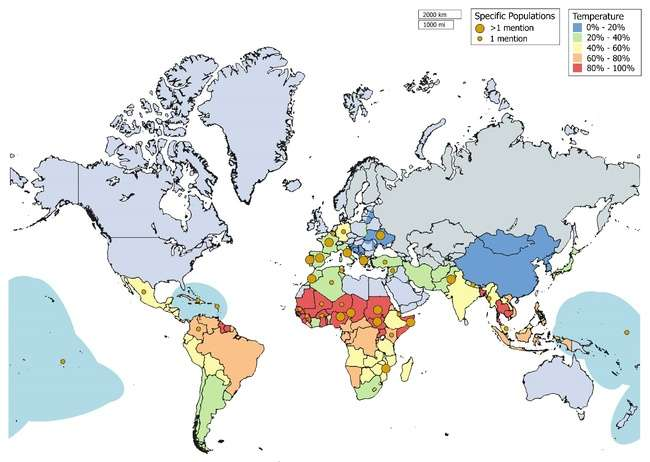 2000 km
1000 mi
Specific Populations
>1 mention
1 mention
Temperature
0% - 20%
20% - 40%
40% - 60%
60% - 80%
80% - 100%